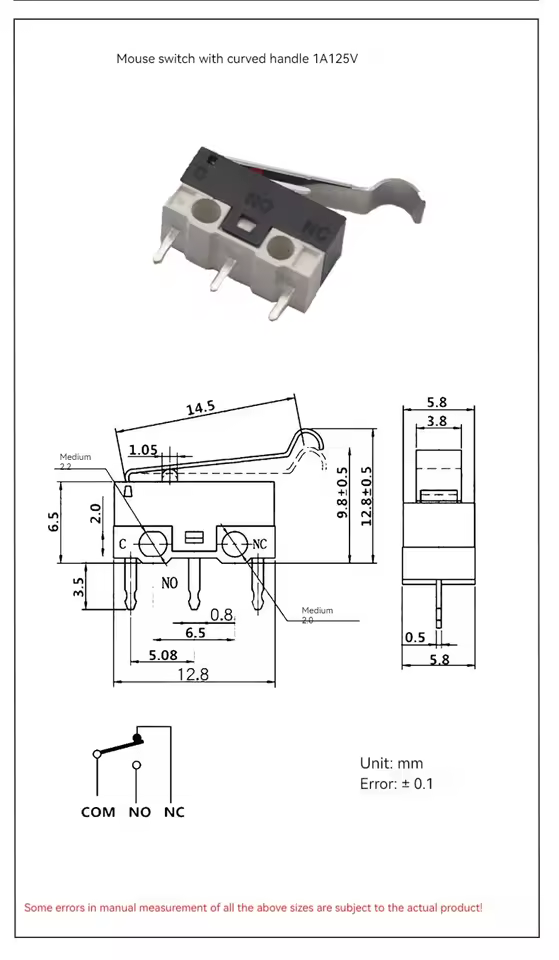 Mouse switch with curved handle 1A125V
O
NO
NC
14.5
5.8
3.8
1.05
Medium
2.2
6.5
2.0
9.8±0.5
12.8±0.5
C
NC
NO
3.5
0.8
Medium
2.0
6.5
5.08
12.8
0.5
5.8
COM NO NC
Unit: mm
Error: ± 0.1
Some errors in manual measurement of all the above sizes are subject to the actual product!